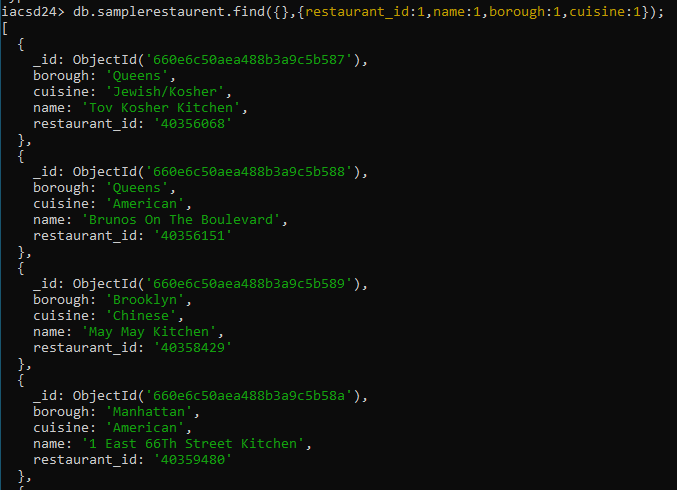 iacsd24> db.samplerestaurent.find({},{restaurant_id:1,name:1,borough:1,cuisine:1});
[
  {
    _id: ObjectId('660e6c50aea488b3a9c5b587'),
    borough: 'Queens',
    cuisine: 'Jewish/Kosher',
    name: 'Tov Kosher Kitchen',
    restaurant_id: '40356068'
  },
  {
    _id: ObjectId('660e6c50aea488b3a9c5b588'),
    borough: 'Queens',
    cuisine: 'American',
    name: 'Brunos On The Boulevard',
    restaurant_id: '40356151'
  },
  {
    _id: ObjectId('660e6c50aea488b3a9c5b589'),
    borough: 'Brooklyn',
    cuisine: 'Chinese',
    name: 'May May Kitchen',
    restaurant_id: '40358429'
  },
  {
    _id: ObjectId('660e6c50aea488b3a9c5b58a'),
    borough: 'Manhattan',
    cuisine: 'American',
    name: '1 East 66Th Street Kitchen',
    restaurant_id: '40359480'
  },